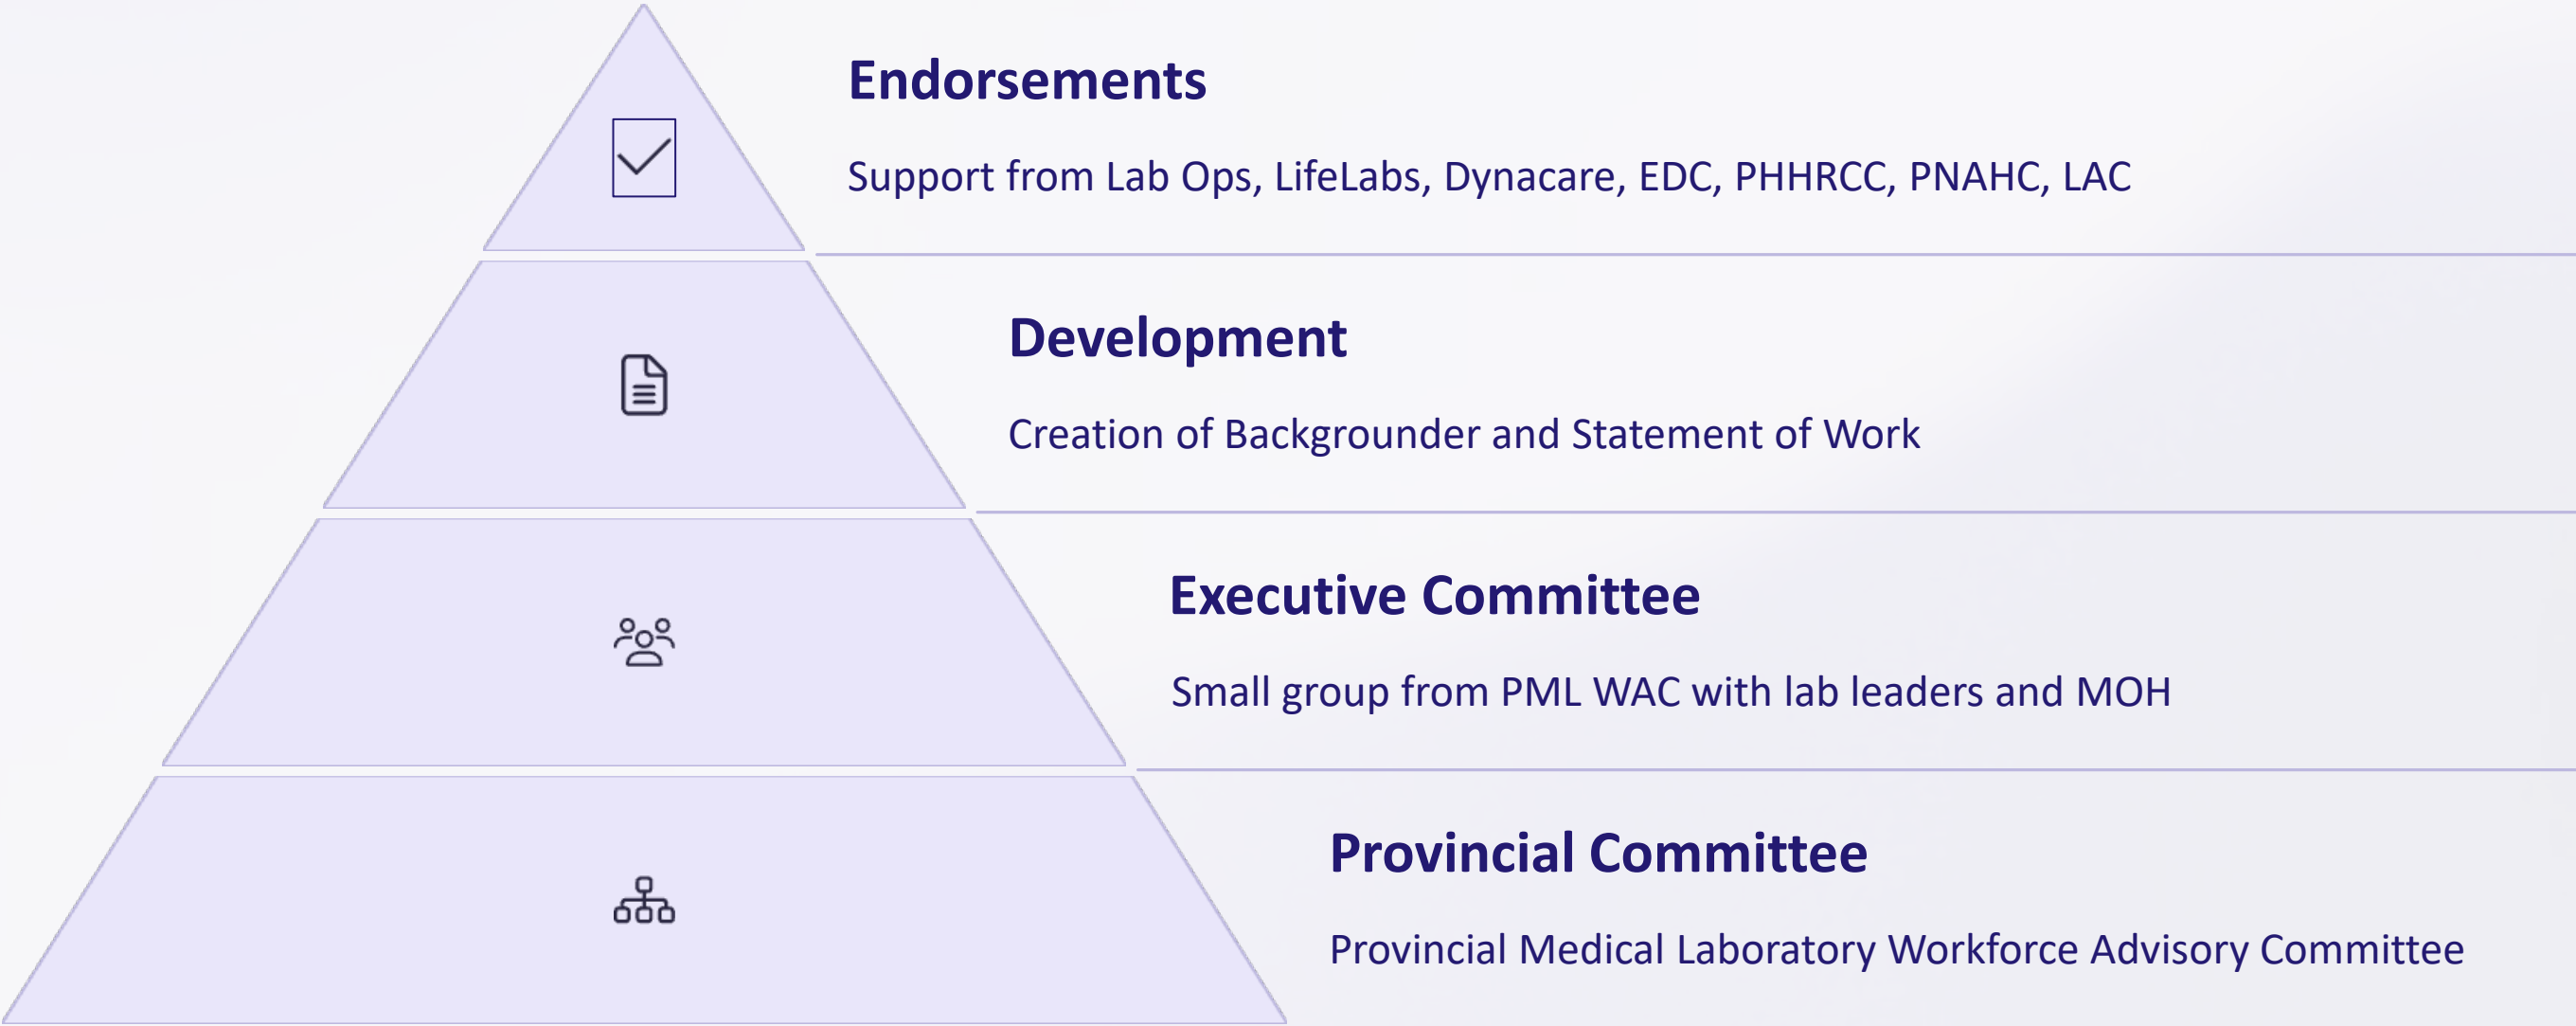 Endorsements
Support from Lab Ops, LifeLabs, Dynacare, EDC, PHHRCC, PNAHC, LAC
Development
Creation of Backgrounder and Statement of Work
Executive Committee
Small group from PML WAC with lab leaders and MOH
Provincial Committee
Provincial Medical Laboratory Workforce Advisory Committee